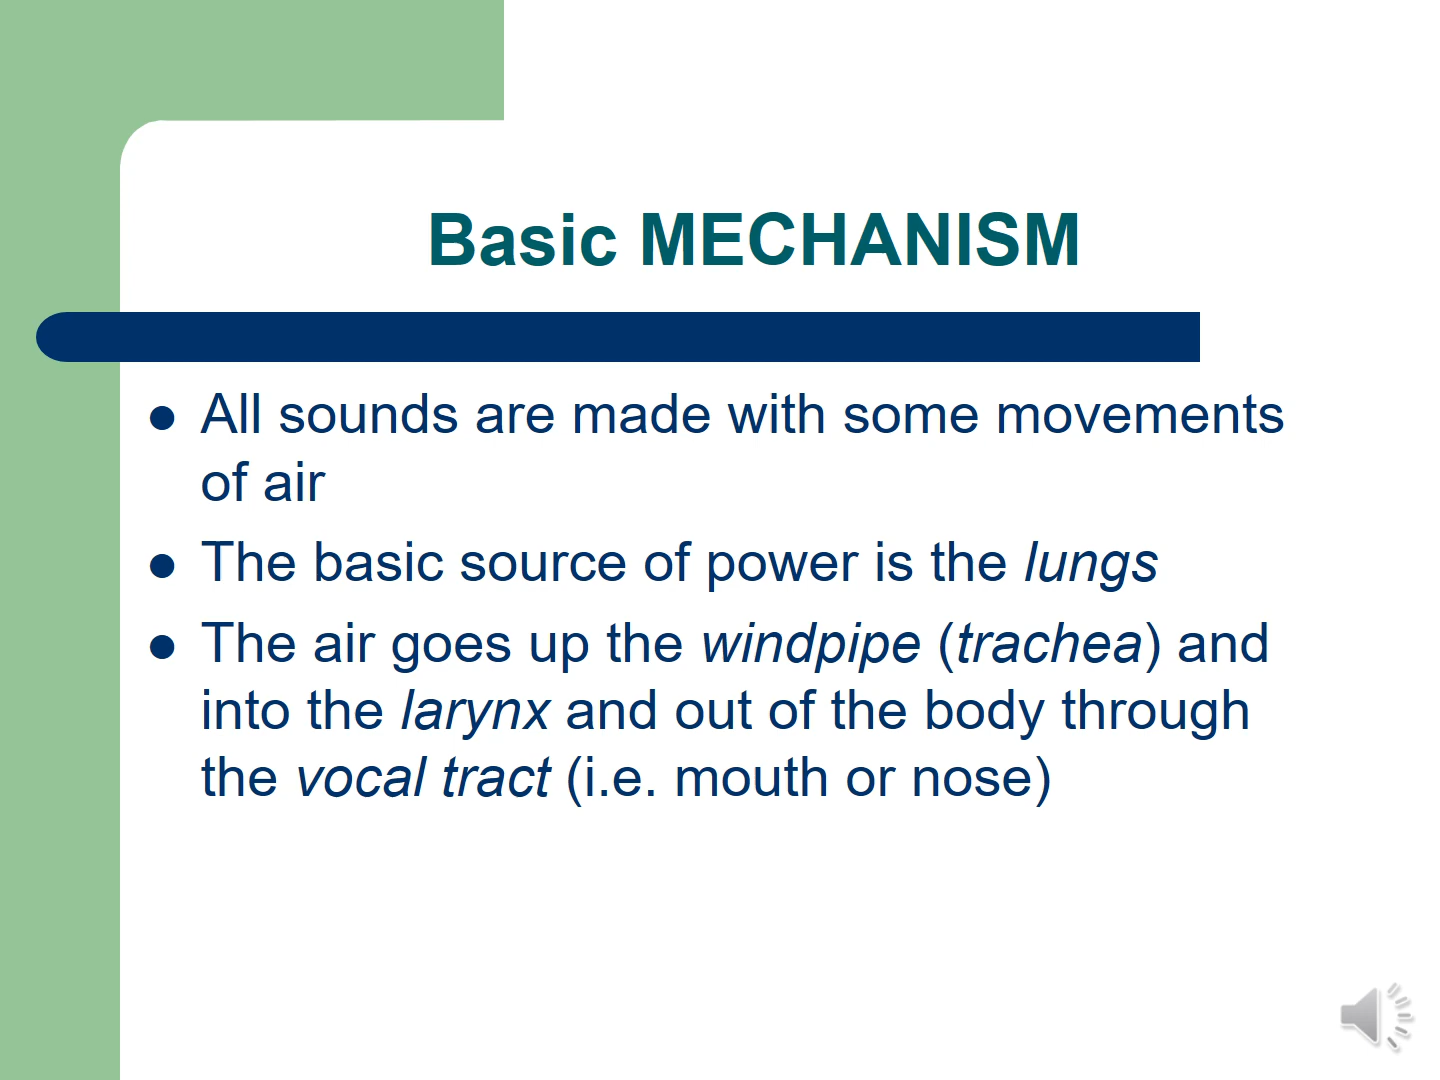 Basic MECHANISM
All sounds are made with some movements
of air
The basic source of power is the lungs
The air goes up the windpipe (trachea) and
into the larynx and out of the body through
the vocal tract (i.e. mouth or nose)